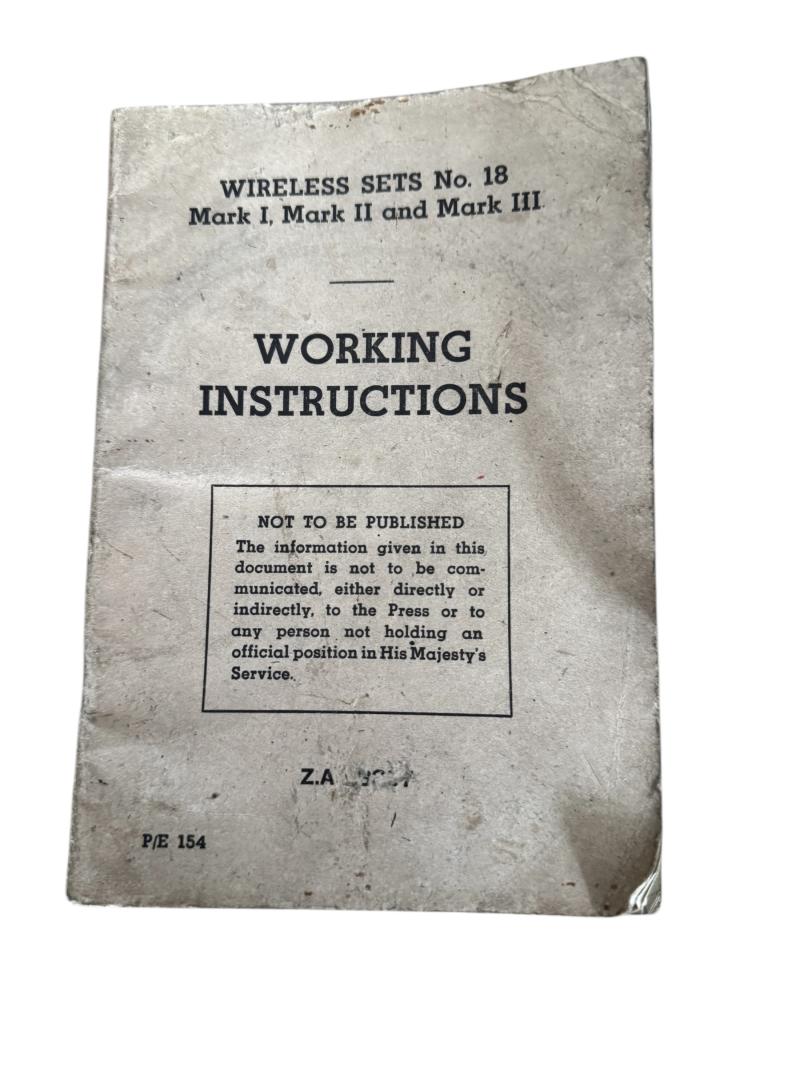 WIRELESS SETS No. 18
Mark I, Mark II and Mark III
WORKING
INSTRUCTIONS
NOT TO BE PUBLISHED
The information given in this
document is not to be com-
municated, either directly or
indirectly, to the Press or to
any person not holding an
official position in His Majesty's
Service.
Z.A
P/E 154